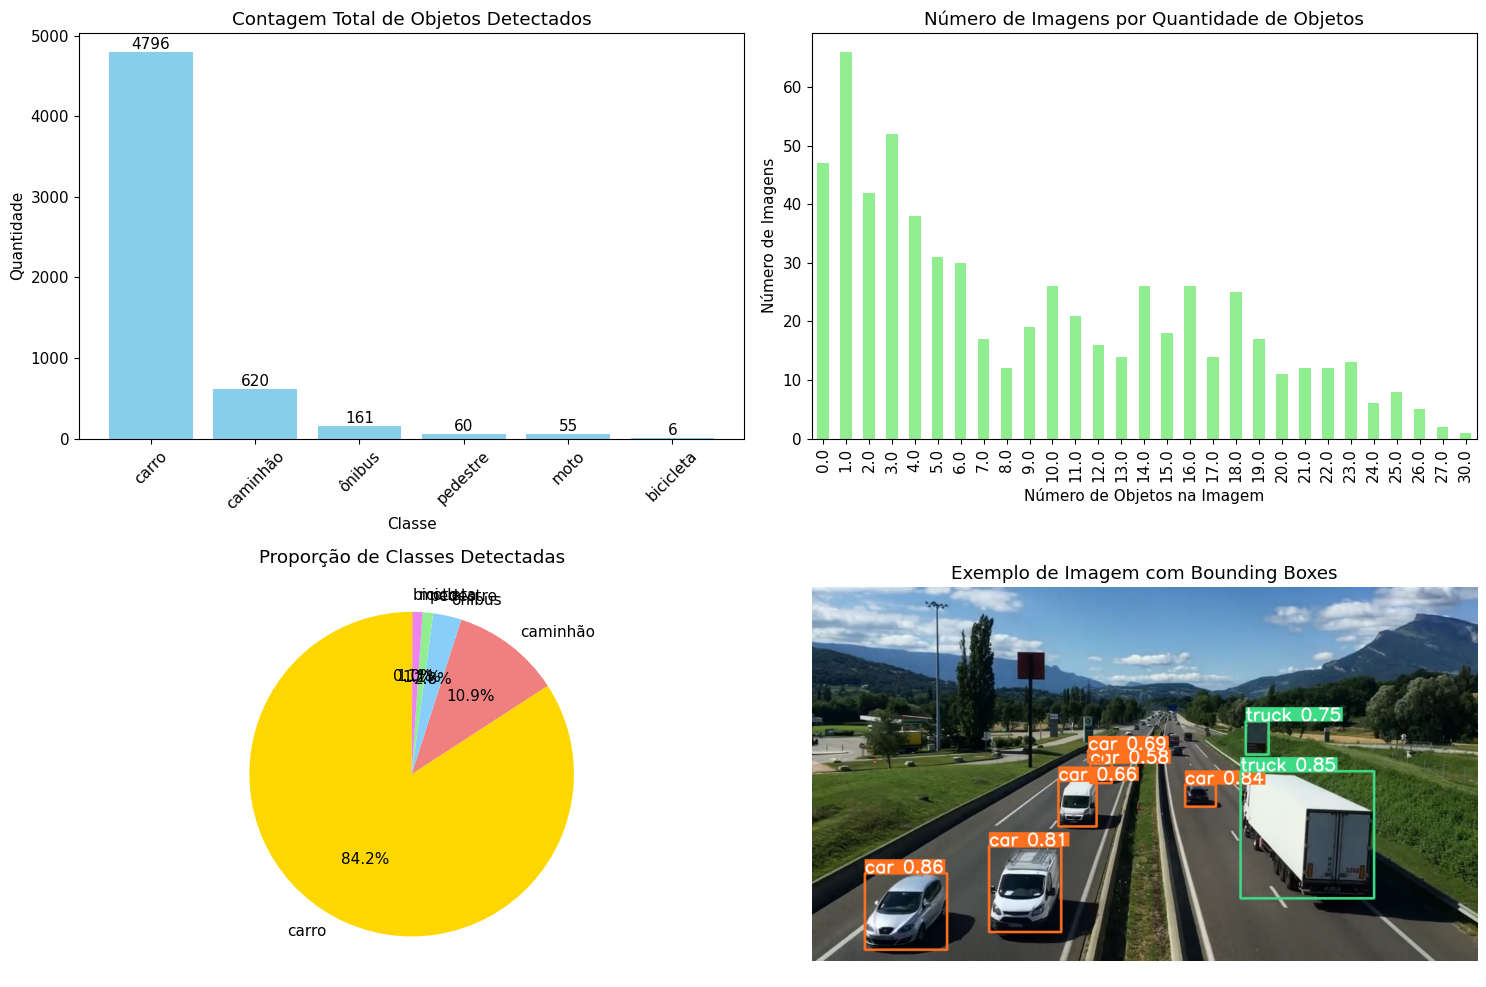 Contagem Total de Objetos Detectados
Quantidade
5000
4000
3000
2000
1000
0
4796
620
161
60
55
6
carro
caminhão
ônibus
pedestre
moto
bicicleta
Classe
Número de Imagens por Quantidade de Objetos
Número de Imagens
60
50
40
30
20
10
0
0.0
1.0
2.0
3.0
4.0
5.0
6.0
7.0
8.0
9.0
10.0
11.0
12.0
13.0
14.0
15.0
16.0
17.0
18.0
19.0
20.0
21.0
22.0
23.0
24.0
25.0
26.0
27.0
30.0
Número de Objetos na Imagem
Proporção de Classes Detectadas
ônibus
caminhão
2.8%
10.9%
84.2%
carro
Exemplo de Imagem com Bounding Boxes
truck 0.75
car 0.69
car 0.58
truck 0.85
car 0.66
car 0.84
car 0.81
car 0.86